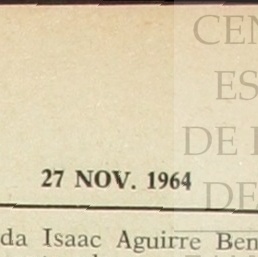 CEN
ES
DE
DE
27 NOV. 1964
da Isaac Aguirre Ben